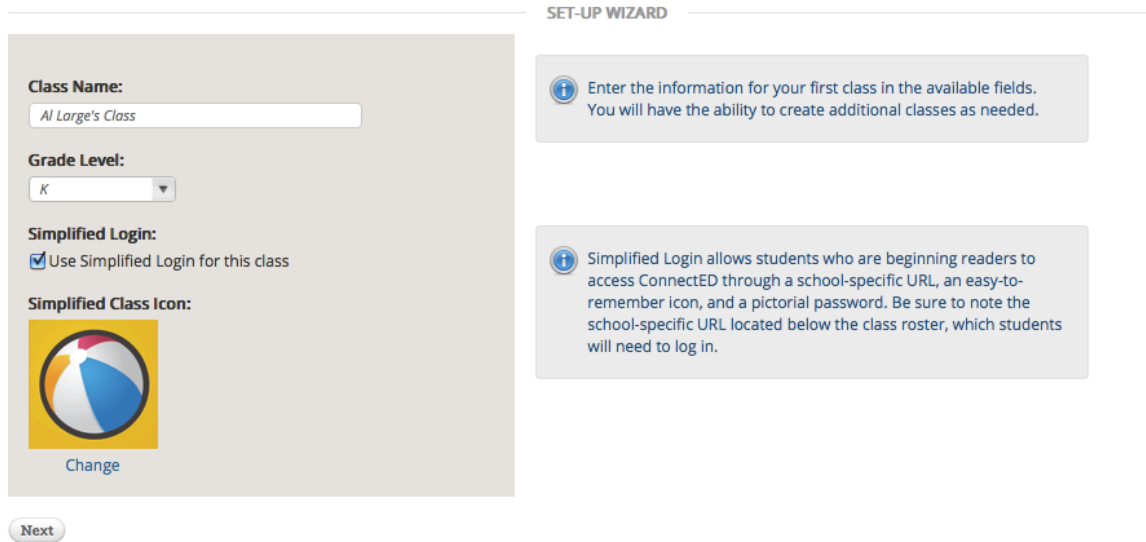 SET-UP WIZARD
Class Name:
Al Large's Class
Grade Level:
K
Simplified Login:
Use Simplified Login for this class
Simplified Class Icon:
Change
Next
Enter the information for your first class in the available fields.
You will have the ability to create additional classes as needed.
Simplified Login allows students who are beginning readers to
access ConnectED through a school-specific URL, an easy-to-
remember icon, and a pictorial password. Be sure to note the
school-specific URL located below the class roster, which students
will need to log in.